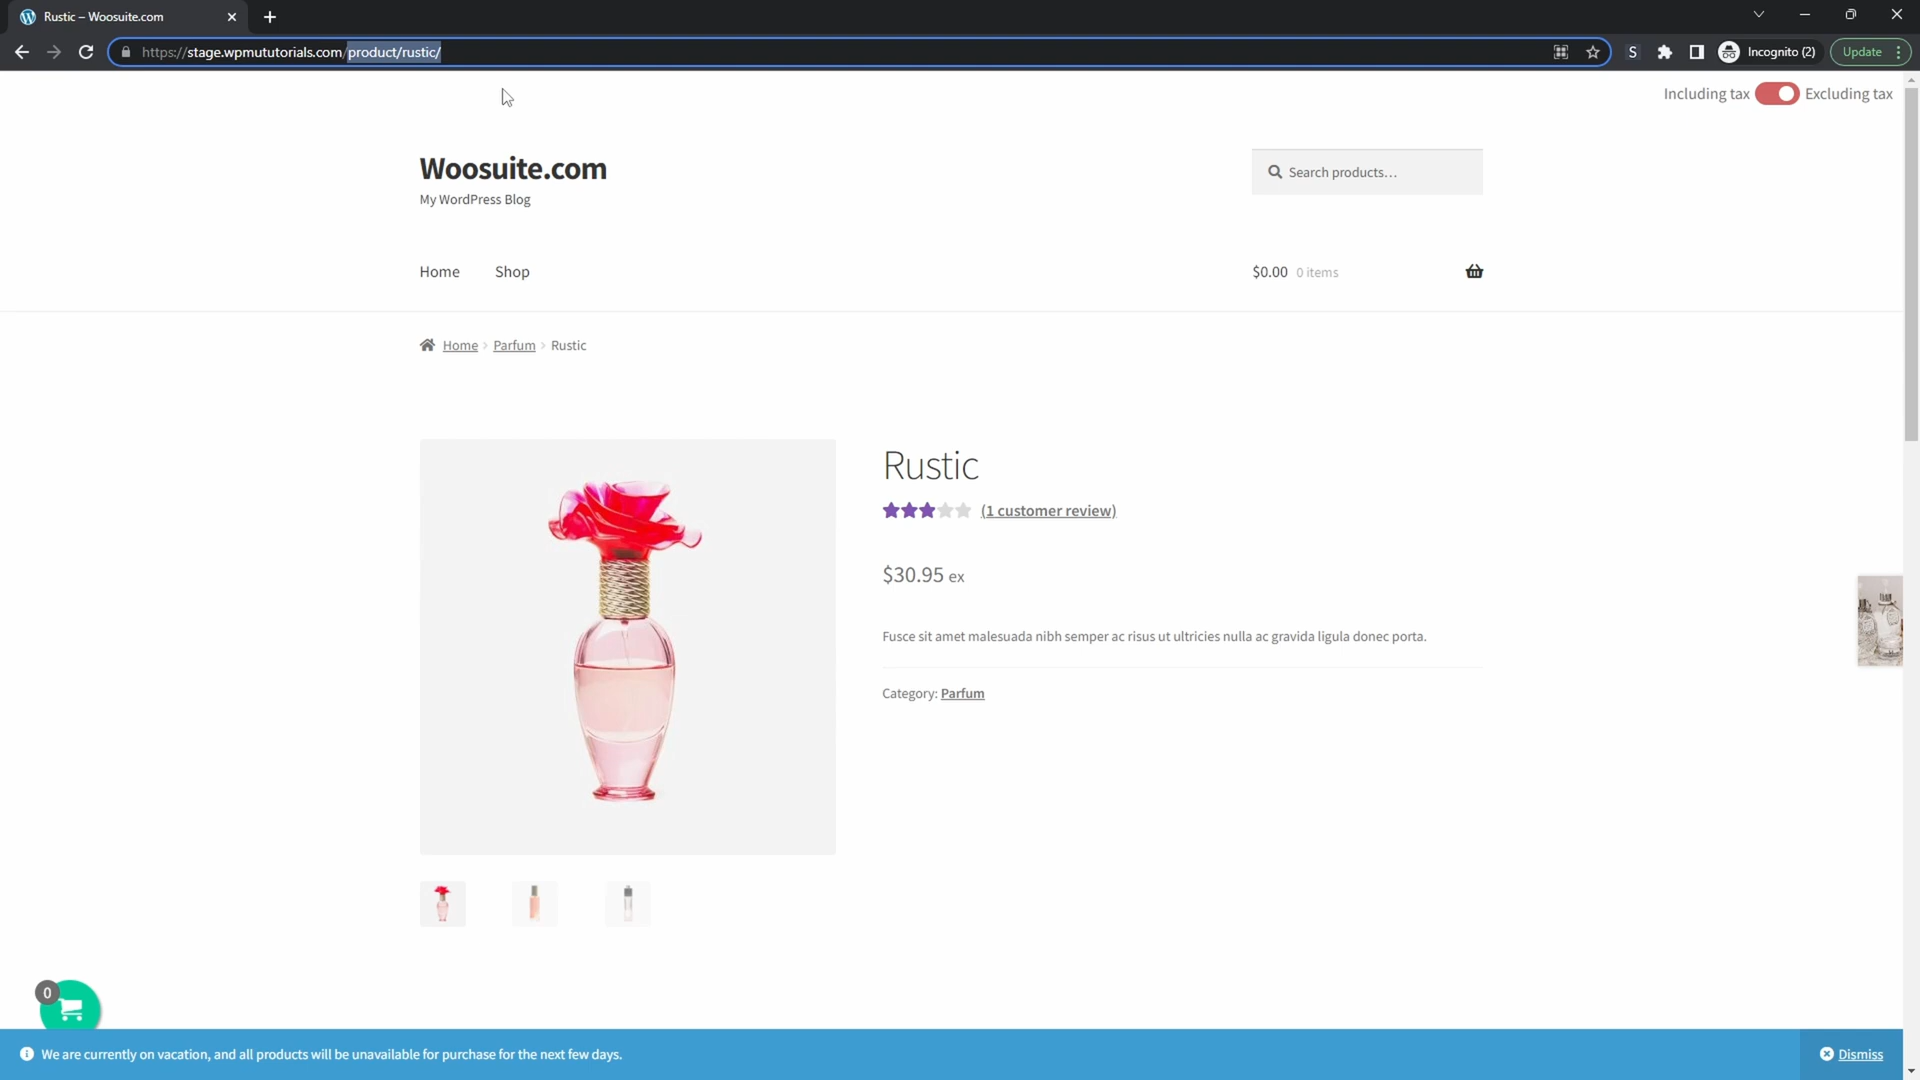 Rustic – Woosuite.com
https://stage.wpmututorials.com/product/rustic/
S
Incognito (2)
Update
Including tax
Excluding tax
Woosuite.com
My WordPress Blog
Search products…
Home
Shop
$0.00 0 items
Home
Parfum
Rustic
Rustic
(1 customer review)
$30.95 ex
Fusce sit amet malesuada nibh semper ac risus ut ultricies nulla ac gravida ligula donec porta.
Category: Parfum
0
We are currently on vacation, and all products will be unavailable for purchase for the next few days.
Dismiss